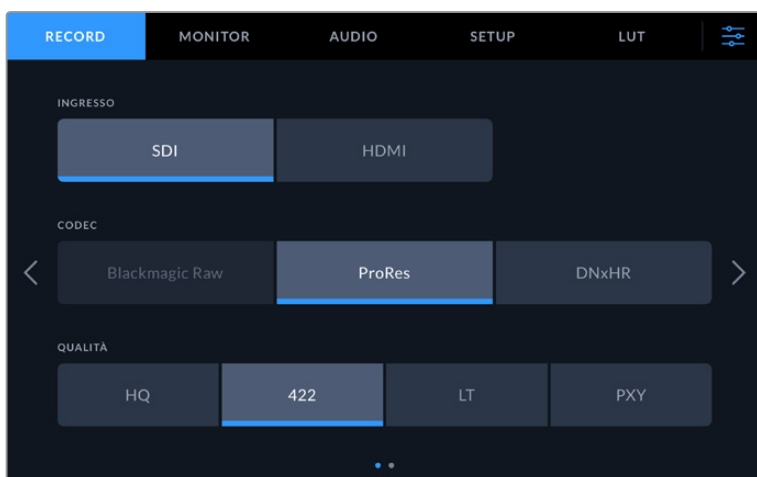 RECORD MONITOR AUDIO SETUP LUT
INGRESSO
SDI HDMI
CODEC
Blackmagic Raw ProRes DNxHR
QUALITÀ
HQ 422 LT PXY